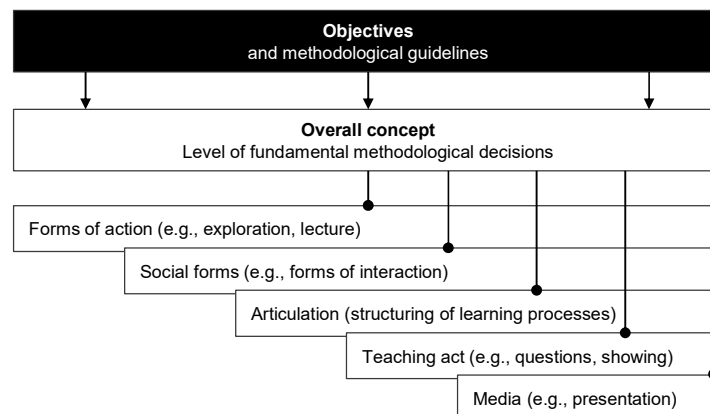 Objectives
and methodological guidelines
Overall concept
Level of fundamental methodological decisions
Forms of action (e.g., exploration, lecture)
Social forms (e.g., forms of interaction)
Articulation (structuring of learning processes)
Teaching act (e.g., questions, showing)
Media (e.g., presentation)